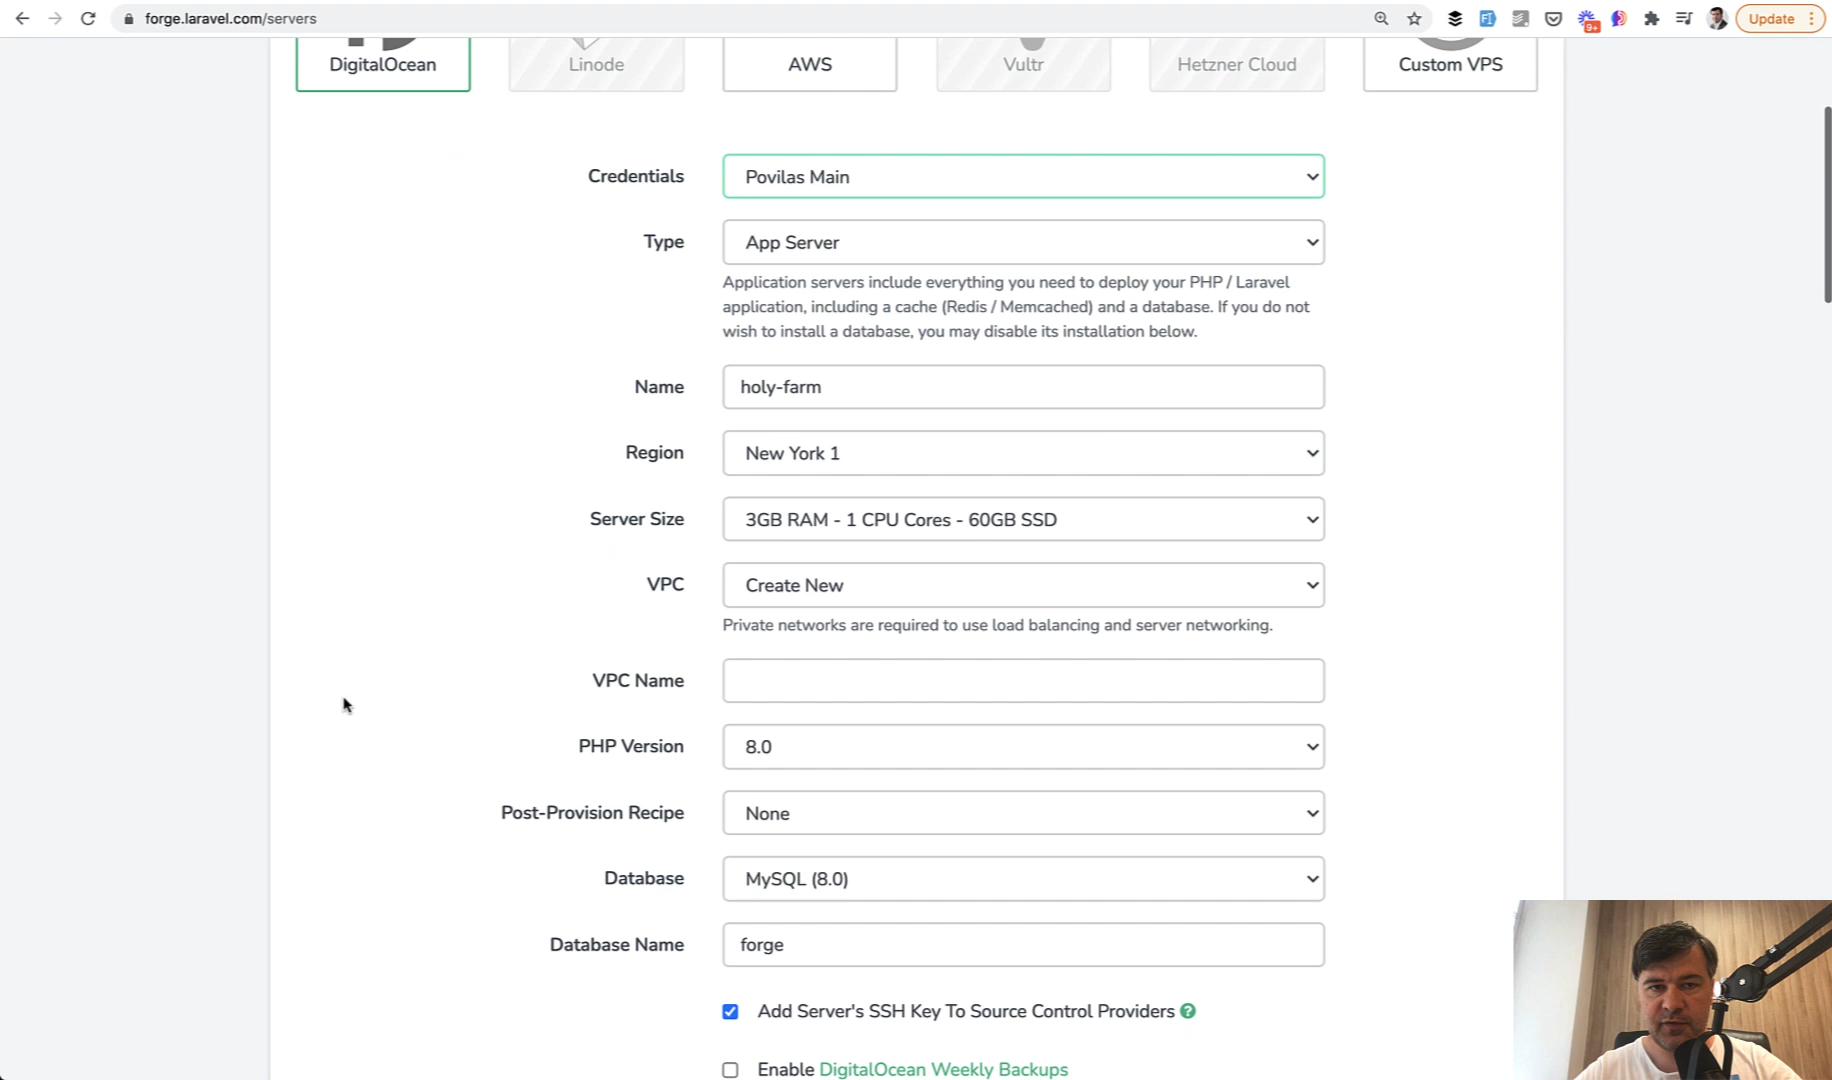 forge.laravel.com/servers
9+
Update
DigitalOcean
Linode
AWS
Vultr
Hetzner Cloud
Custom VPS
Credentials
Povilas Main
Type
App Server
Application servers include everything you need to deploy your PHP / Laravel
application, including a cache (Redis / Memcached) and a database. If you do not
wish to install a database, you may disable its installation below.
Name
holy-farm
Region
New York 1
Server Size
3GB RAM - 1 CPU Cores - 60GB SSD
VPC
Create New
Private networks are required to use load balancing and server networking.
VPC Name
PHP Version
8.0
Post-Provision Recipe
None
Database
MySQL (8.0)
Database Name
forge
Add Server's SSH Key To Source Control Providers ?
Enable DigitalOcean Weekly Backups